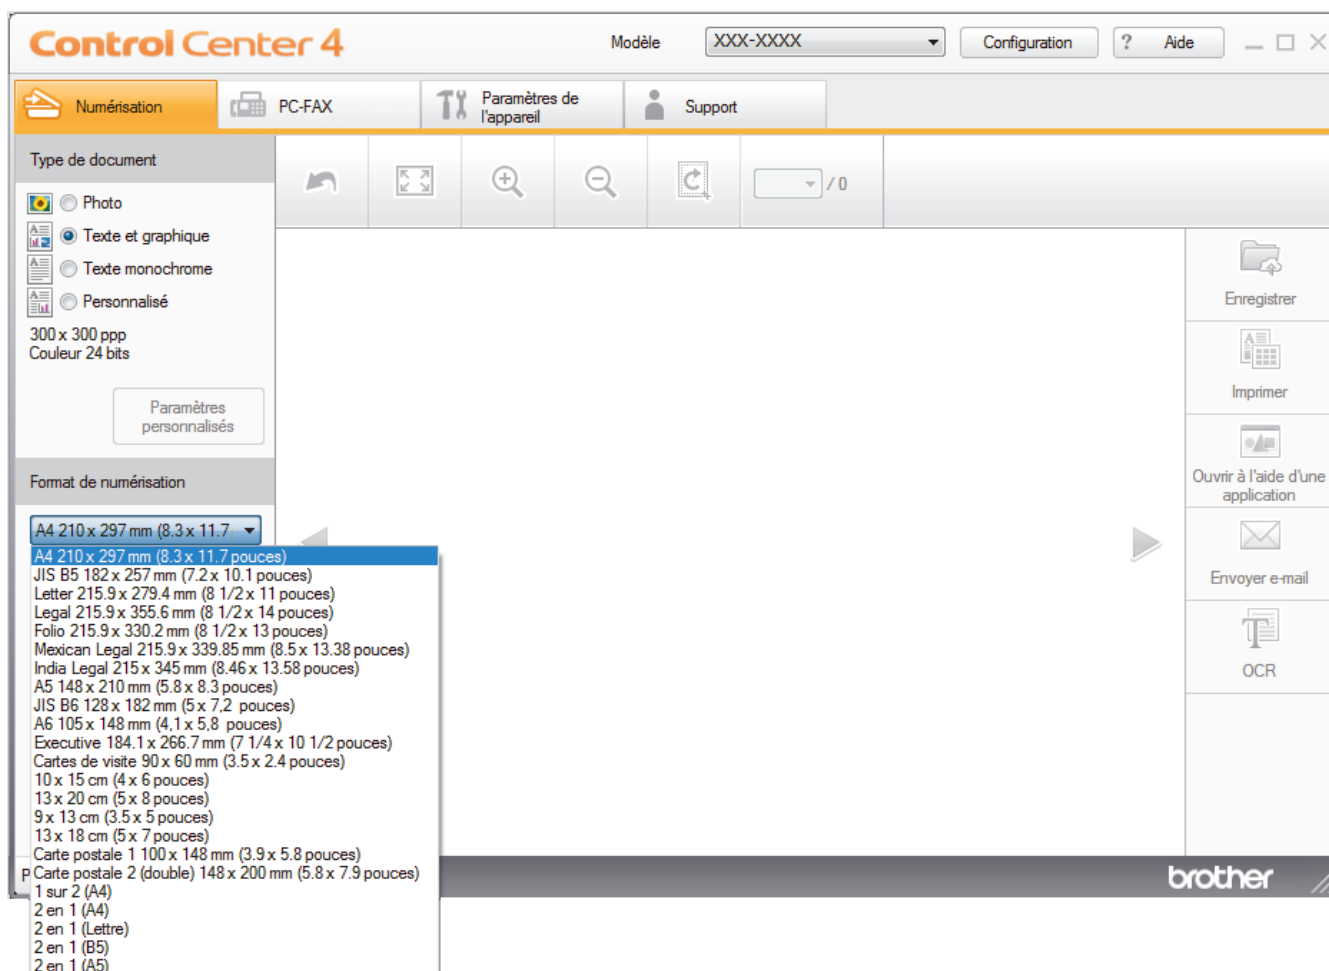 Control Center 4
Modèle
XXX-XXXX
Configuration
? Aide
Numérisation
PC-FAX
Paramètres de
l'appareil
Support
Type de document
/ 0
Photo
Texte et graphique
Texte monochrome
Personnalisé
300 x 300 ppp
Couleur 24 bits
Paramètres
personnalisés
Format de numérisation
A4 210 x 297 mm (8.3 x 11.7
A4 210 x 297 mm (8.3 x 11.7 pouces)
JIS B5 182 x 257 mm (7.2 x 10.1 pouces)
Letter 215.9 x 279.4 mm (8 1/2 x 11 pouces)
Legal 215.9 x 355.6 mm (8 1/2 x 14 pouces)
Folio 215.9 x 330.2 mm (8 1/2 x 13 pouces)
Mexican Legal 215.9 x 339.85 mm (8.5 x 13.38 pouces)
India Legal 215 x 345 mm (8.46 x 13.58 pouces)
A5 148 x 210 mm (5.8 x 8.3 pouces)
JIS B6 128 x 182 mm (5 x 7,2 pouces)
A6 105 x 148 mm (4,1 x 5,8 pouces)
Executive 184.1 x 266.7 mm (7 1/4 x 10 1/2 pouces)
Cartes de visite 90 x 60 mm (3.5 x 2.4 pouces)
10 x 15 cm (4 x 6 pouces)
13 x 20 cm (5 x 8 pouces)
9 x 13 cm (3.5 x 5 pouces)
13 x 18 cm (5 x 7 pouces)
Carte postale 1 100 x 148 mm (3.9 x 5.8 pouces)
Carte postale 2 (double) 148 x 200 mm (5.8 x 7.9 pouces)
1 sur 2 (A4)
2 en 1 (A4)
2 en 1 (Lettre)
2 en 1 (B5)
2 en 1 (A5)
Enregistrer
Imprimer
Ouvrir à l'aide d'une
application
Envoyer e-mail
OCR
P
brother